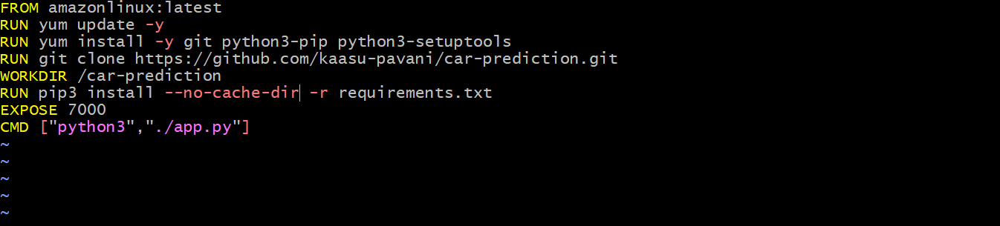 FROM amazonlinux:latest
RUN yum update -y
RUN yum install -y git python3-pip python3-setuptools
RUN git clone https://github.com/kaasu-pavani/car-prediction.git
WORKDIR /car-prediction
RUN pip3 install --no-cache-dir -r requirements.txt
EXPOSE 7000
CMD ["python3","./app.py"]
~
~
~
~
~